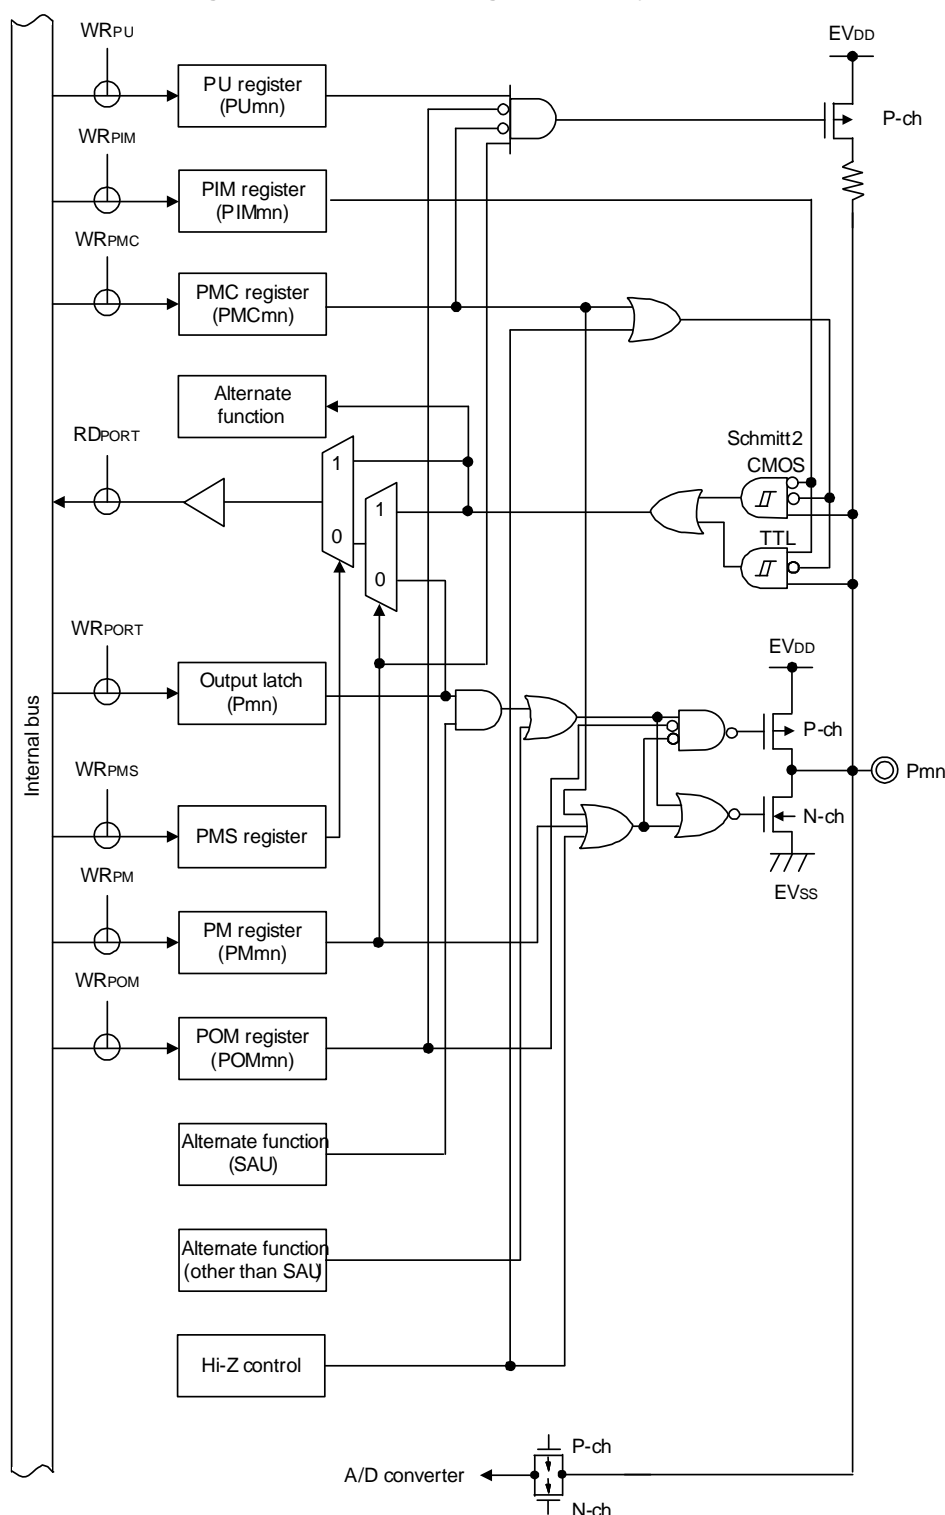 WRPU
EVDD
PU register
(PUmn)
P-ch
WRPIM
PIM register
(PIMmn)
WRPMC
PMC register
(PMCmn)
Alternate
function
RDPORT
1
0
1
0
Schmitt2
CMOS
TTL
WRPORT
Output latch
(Pmn)
EVDD
P-ch
Internal bus
WRPMS
PMS register
Pmn
N-ch
EVSS
WRPM
PM register
(PMmn)
WRPOM
POM register
(POMmn)
Alternate function
(SAU)
Alternate function
(other than SAU)
Hi-Z control
P-ch
A/D converter
N-ch